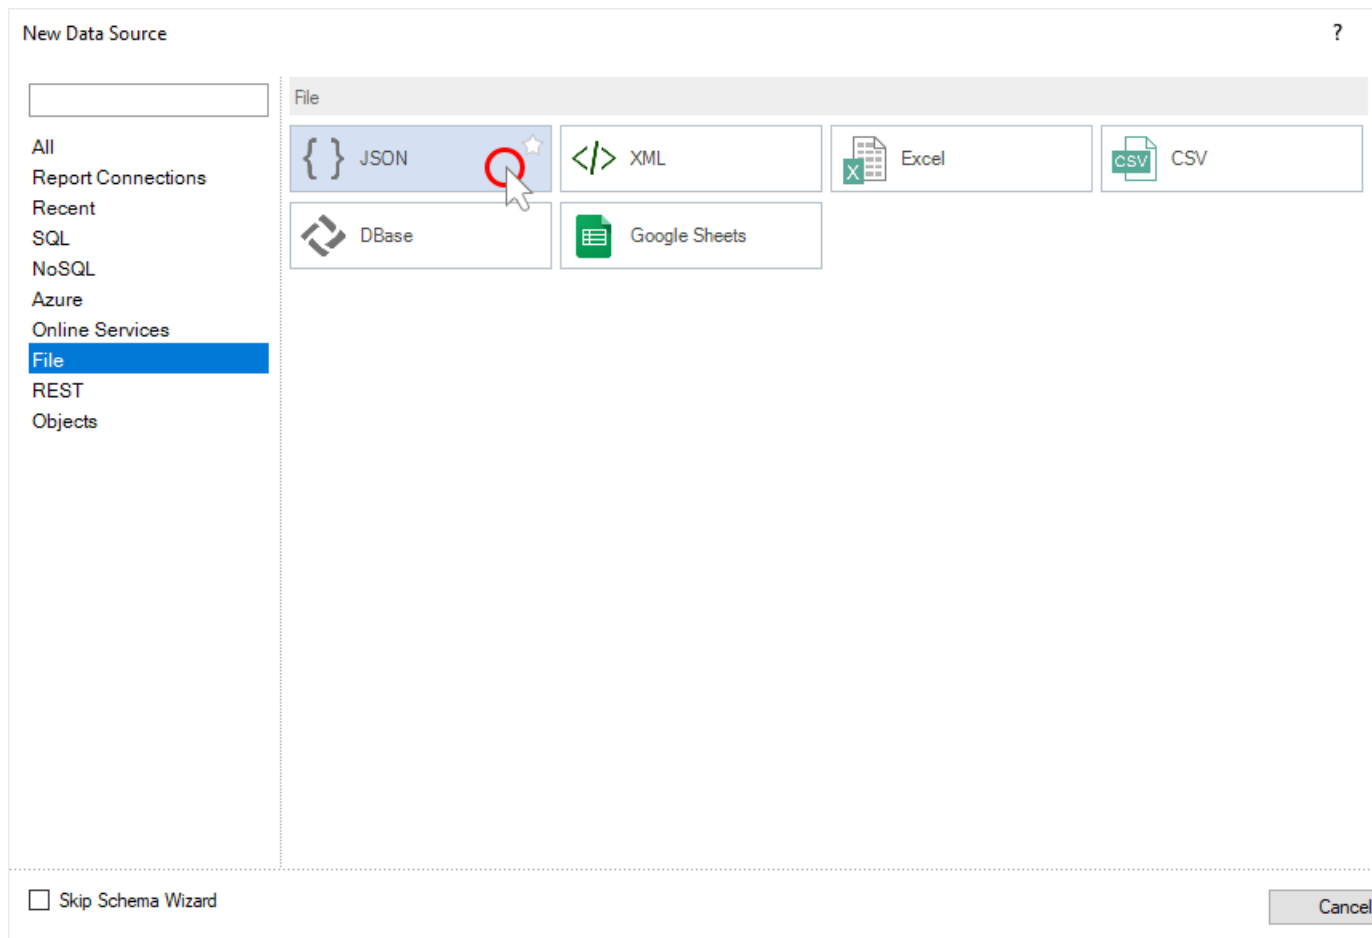 New Data Source ?
File
All
Report Connections
Recent
SQL
NoSQL
Azure
Online Services
File
REST
Objects
{ } JSON
</> XML
X Excel
CSV CSV
DBase
Google Sheets
Skip Schema Wizard
Cancel